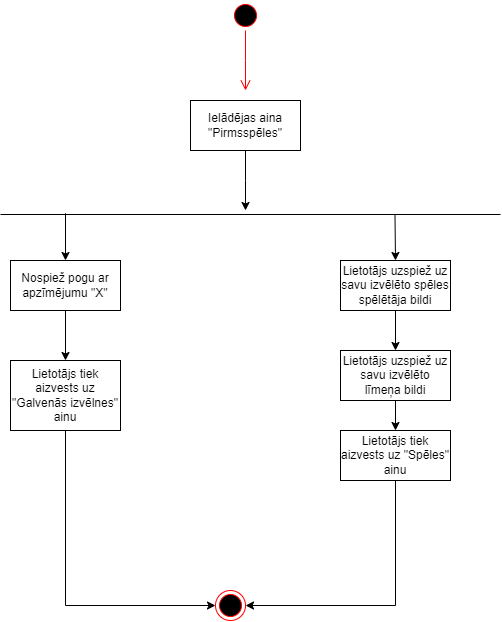 Ielādējas aina
"Pirmsspēles"
Nospiež pogu ar
apzīmējumu "X"
Lietotājs tiek
aizvests uz
"Galvenās izvēlnes"
ainu
Lietotājs uzspiež uz
savu izvēlēto spēles
spēlētāja bildi
Lietotājs uzspiež uz
savu izvēlēto
līmeņa bildi
Lietotājs tiek
aizvests uz "Spēles"
ainu